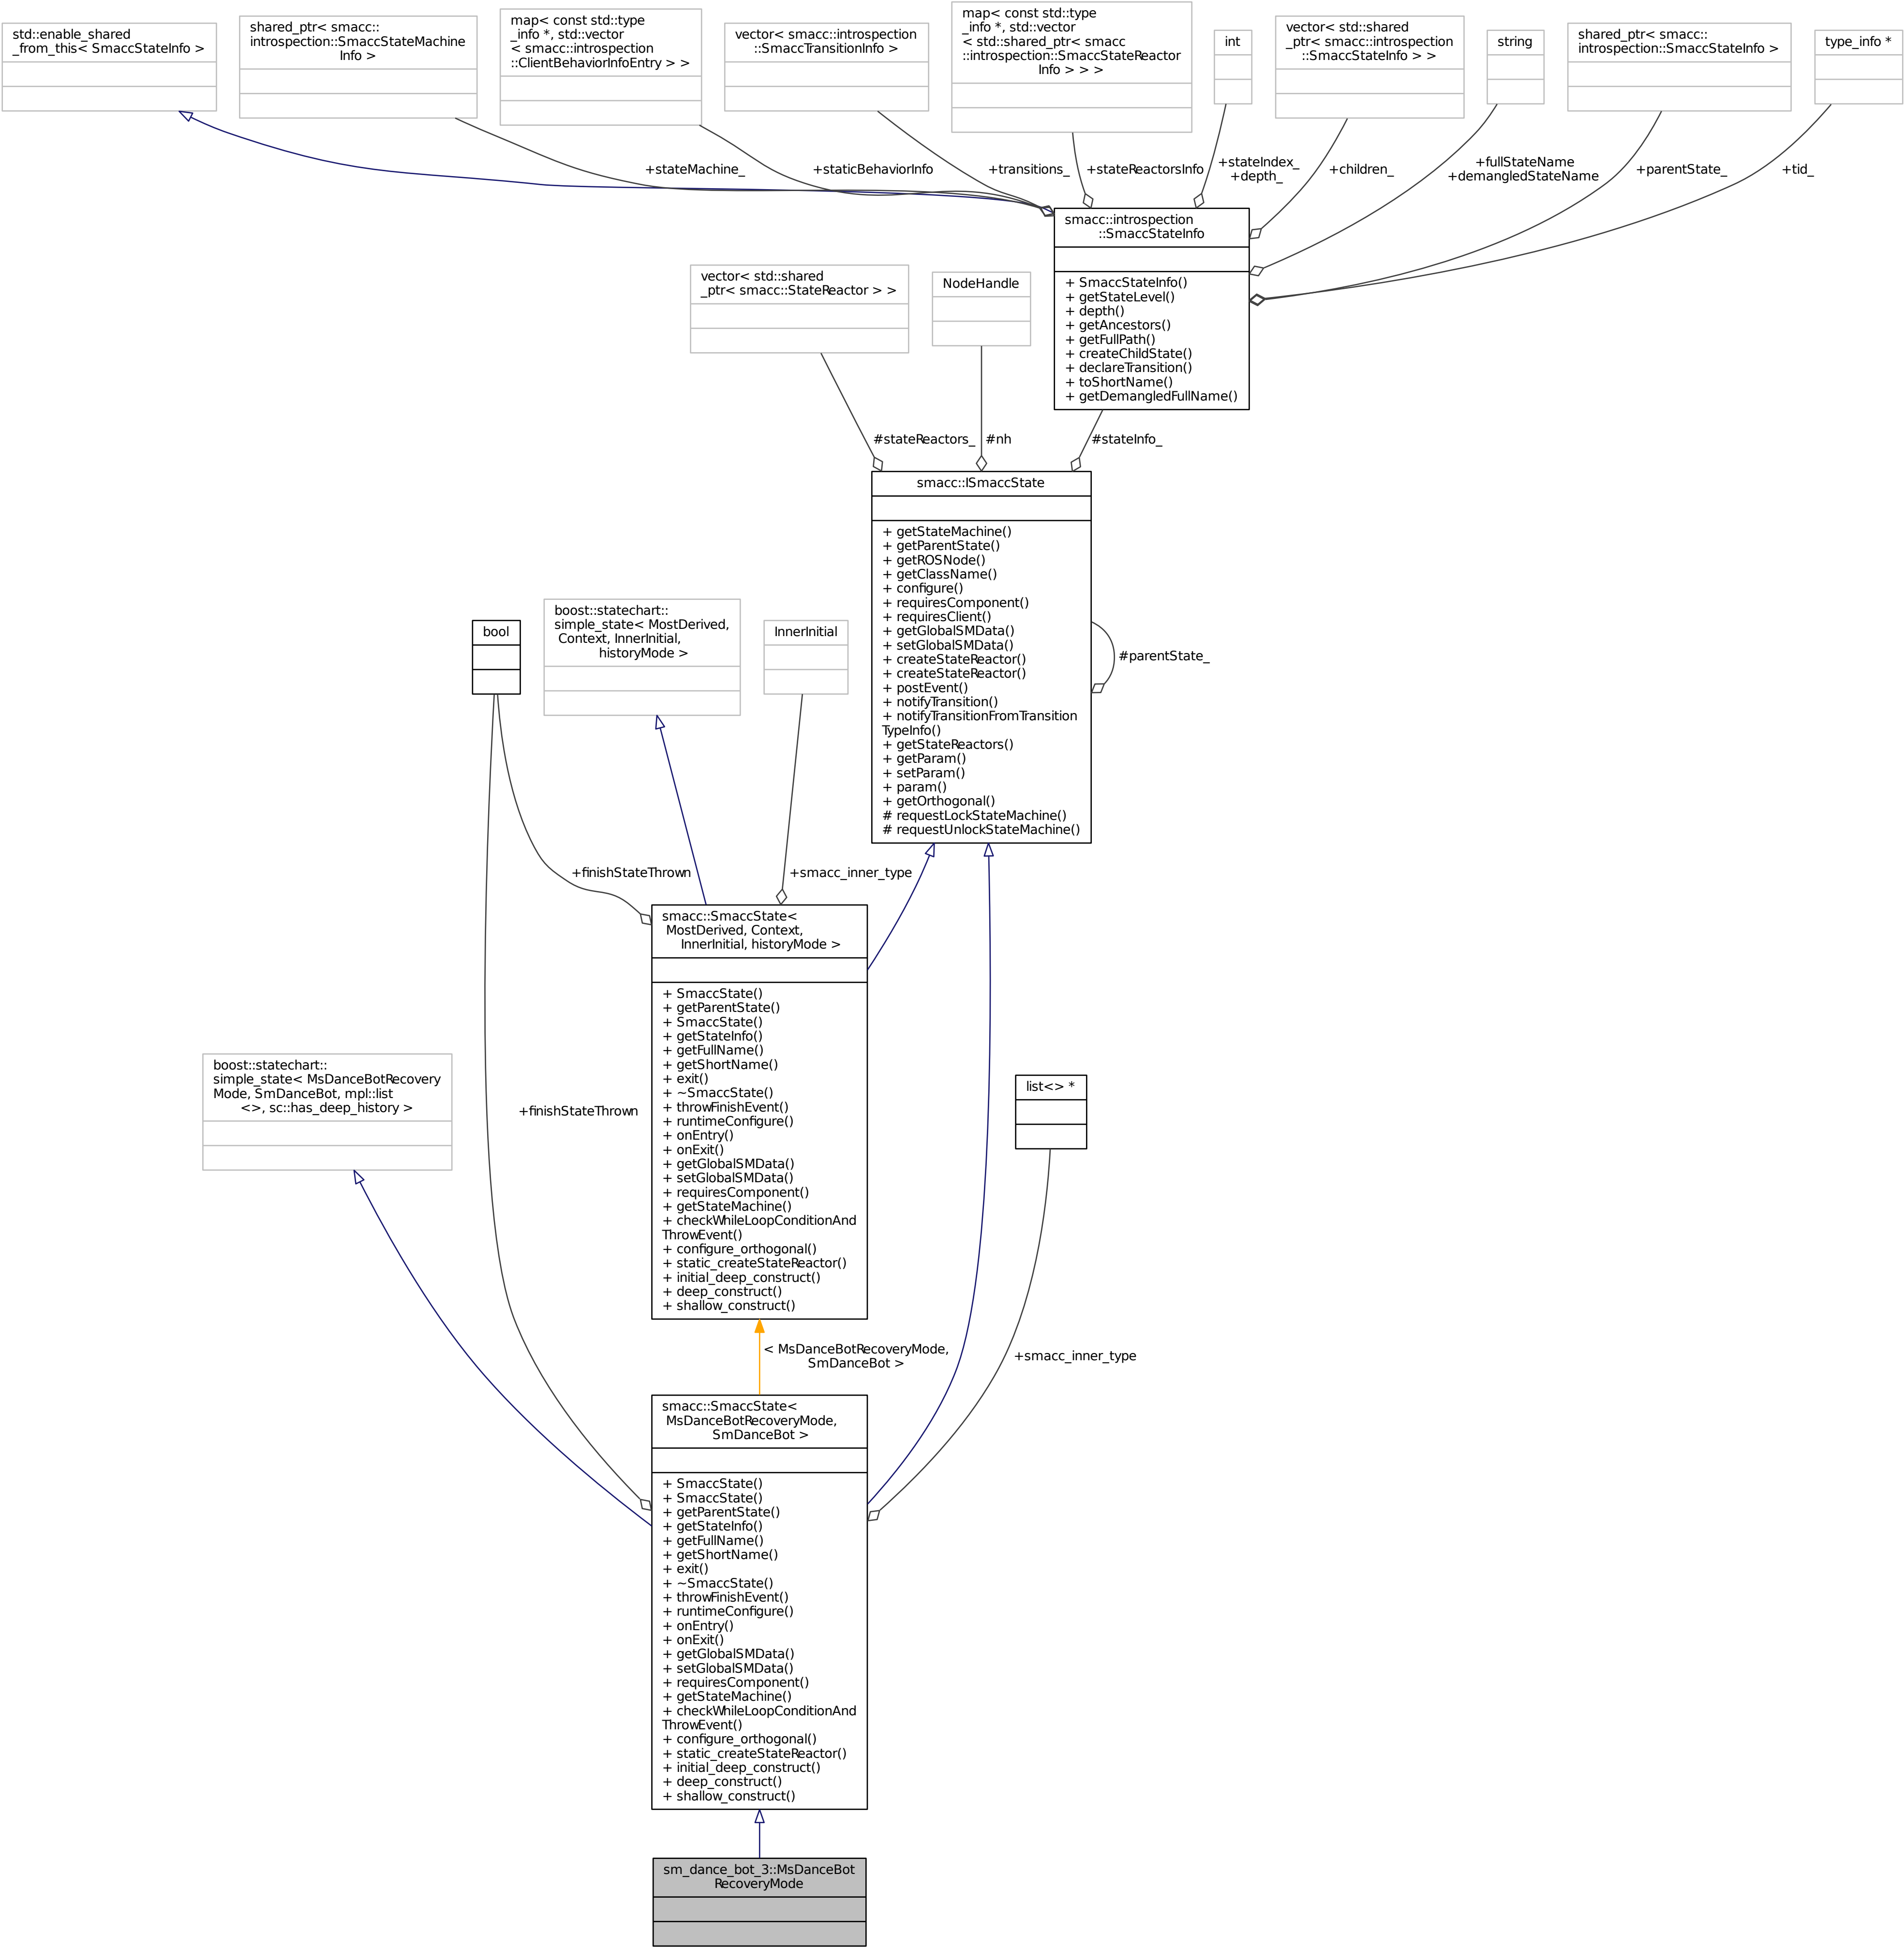 std::enable_shared
_from_this< SmaccStateInfo >
shared_ptr< smacc::
introspection::SmaccStateMachine
Info >
map< const std::type
_info *, std::vector
< smacc::introspection
::ClientBehaviorInfoEntry > >
vector< smacc::introspection
::SmaccTransitionInfo >
map< const std::type
_info *, std::vector
< std::shared_ptr< smacc
::introspection::SmaccStateReactor
Info > > >
int
vector< std::shared
_ptr< smacc::introspection
::SmaccStateInfo > >
string
shared_ptr< smacc::
introspection::SmaccStateInfo >
type_info *
+stateMachine_
+staticBehaviorInfo
+transitions_
+stateReactorsInfo
+stateIndex_
+depth_
+children_
+fullStateName
+demangledStateName
+parentState_
+tid_
smacc::introspection
::SmaccStateInfo
+ SmaccStateInfo()
+ getStateLevel()
+ depth()
+ getAncestors()
+ getFullPath()
+ createChildState()
+ declareTransition()
+ toShortName()
+ getDemangledFullName()
vector< std::shared
_ptr< smacc::StateReactor > >
NodeHandle
#stateReactors_
#nh
#stateInfo_
smacc::ISmaccState
+ getStateMachine()
+ getParentState()
+ getROSNode()
+ getClassName()
+ configure()
+ requiresComponent()
+ requiresClient()
+ getGlobalSMData()
+ setGlobalSMData()
+ createStateReactor()
+ createStateReactor()
+ postEvent()
+ notifyTransition()
+ notifyTransitionFromTransition
TypeInfo()
+ getStateReactors()
+ getParam()
+ setParam()
+ param()
+ getOrthogonal()
# requestLockStateMachine()
# requestUnlockStateMachine()
#parentState_
bool
boost::statechart::
simple_state< MostDerived,
Context, InnerInitial,
historyMode >
InnerInitial
+finishStateThrown
+smacc_inner_type
smacc::SmaccState<
MostDerived, Context,
InnerInitial, historyMode >
+ SmaccState()
+ getParentState()
+ SmaccState()
+ getStateInfo()
+ getFullName()
+ getShortName()
+ exit()
+ ~SmaccState()
+ throwFinishEvent()
+ runtimeConfigure()
+ onEntry()
+ onExit()
+ getGlobalSMData()
+ setGlobalSMData()
+ requiresComponent()
+ getStateMachine()
+ checkWhileLoopConditionAnd
ThrowEvent()
+ configure_orthogonal()
+ static_createStateReactor()
+ initial_deep_construct()
+ deep_construct()
+ shallow_construct()
boost::statechart::
simple_state< MsDanceBotRecovery
Mode, SmDanceBot, mpl::list
<>, sc::has_deep_history >
+finishStateThrown
list<> *
< MsDanceBotRecoveryMode,
SmDanceBot >
+smacc_inner_type
smacc::SmaccState<
MsDanceBotRecoveryMode,
SmDanceBot >
+ SmaccState()
+ SmaccState()
+ getParentState()
+ getStateInfo()
+ getFullName()
+ getShortName()
+ exit()
+ ~SmaccState()
+ throwFinishEvent()
+ runtimeConfigure()
+ onEntry()
+ onExit()
+ getGlobalSMData()
+ setGlobalSMData()
+ requiresComponent()
+ getStateMachine()
+ checkWhileLoopConditionAnd
ThrowEvent()
+ configure_orthogonal()
+ static_createStateReactor()
+ initial_deep_construct()
+ deep_construct()
+ shallow_construct()
sm_dance_bot_3::MsDanceBot
RecoveryMode